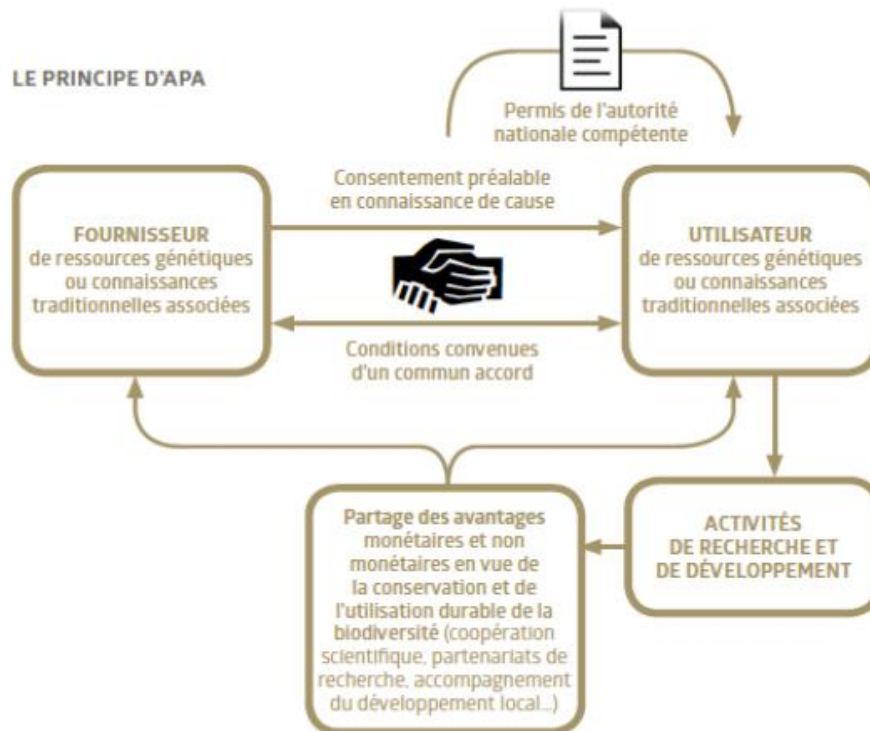 LE PRINCIPE D'APA
Permis de l'autorité
nationale compétente
Consentement préalable
en connaissance de cause
FOURNISSEUR
de ressources génétiques
ou connaissances
traditionnelles associées
UTILISATEUR
de ressources génétiques
ou connaissances
traditionnelles associées
Conditions convenues
d'un commun accord
Partage des avantages
monétaires et non
monétaires en vue de
la conservation et de
l'utilisation durable de la
biodiversité (coopération
scientifique, partenariats de
recherche, accompagnement
du développement local...)
ACTIVITÉS
DE RECHERCHE ET
DE DÉVELOPPEMENT